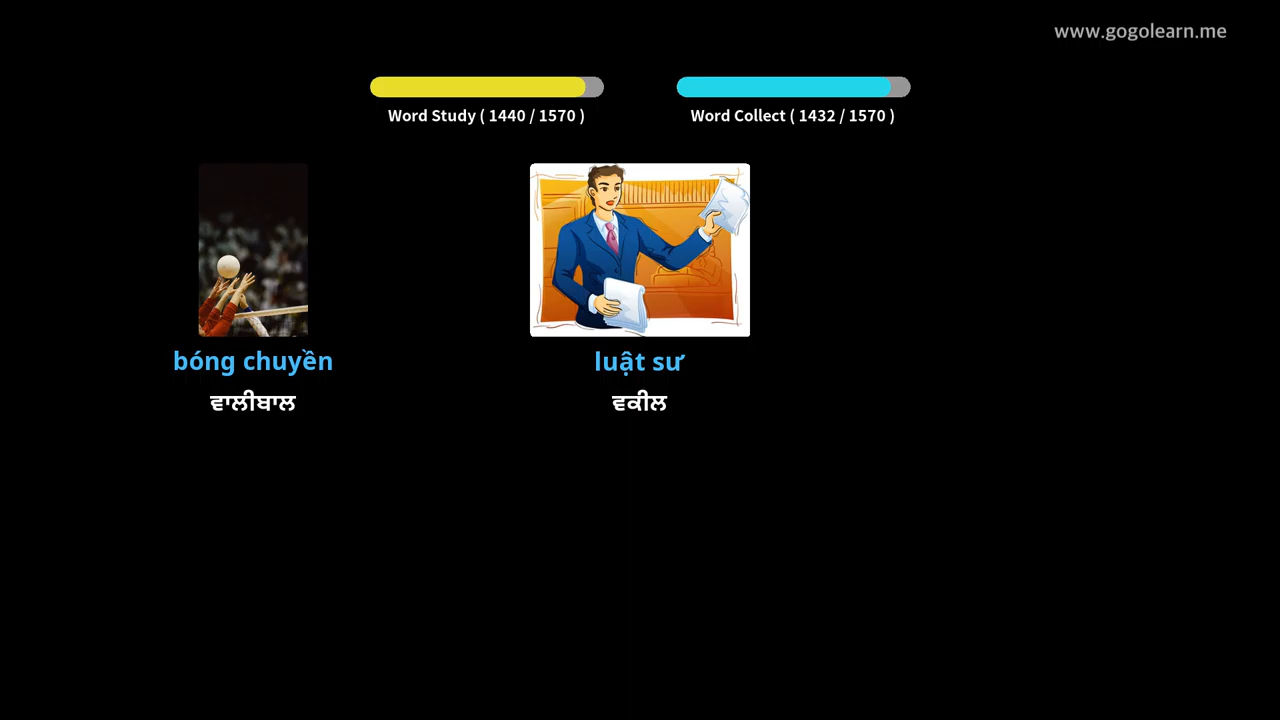 www.gogolearn.me
Word Study ( 1440 / 1570 )
Word Collect ( 1432 / 1570 )
bóng chuyền
luật sư
ਵਾਲੀਬਾਲ
ਵਕੀਲ